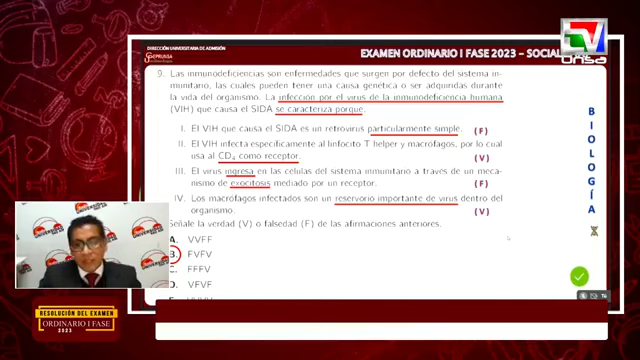 DIRECCIÓN UNIVERSITARIA DE ADMISIÓN
CEPRUNSA
EXAMEN ORDINARIO I FASE 2023 – SOCIAL
TV
UNSA
9. Las inmunodeficiencias son enfermedades que surgen por defecto del sistema in-
munitario, las cuales pueden tener una causa genética o ser adquridas durante
la vida del organismo. La infección por el virus de la inmunodeficiencia humana
(VIH) que causa el SIDA se caracteriza porque:
I. El VIH que causa el SIDA es un retrovirus particularmente simple. (F)
II. El VIH infecta específicamente al linfocito T helper y macrófagos, por lo cual
usa al CD4 como receptor. (V)
III. El virus ingresa en las células del sistema inmunitario a través de un meca-
nismo de exocitosis mediado por un receptor. (F)
IV. Los macrófagos infectados son un reservorio importante de virus dentro del
organismo. (V)
Señale la verdad (V) o falsedad (F) de las afirmaciones anteriores.
A. VVFF
B. FVFV
C. FFFV
D. VFVF
BIOLOGÍA
RESOLUCIÓN DEL EXAMEN
ORDINARIO I FASE
2023